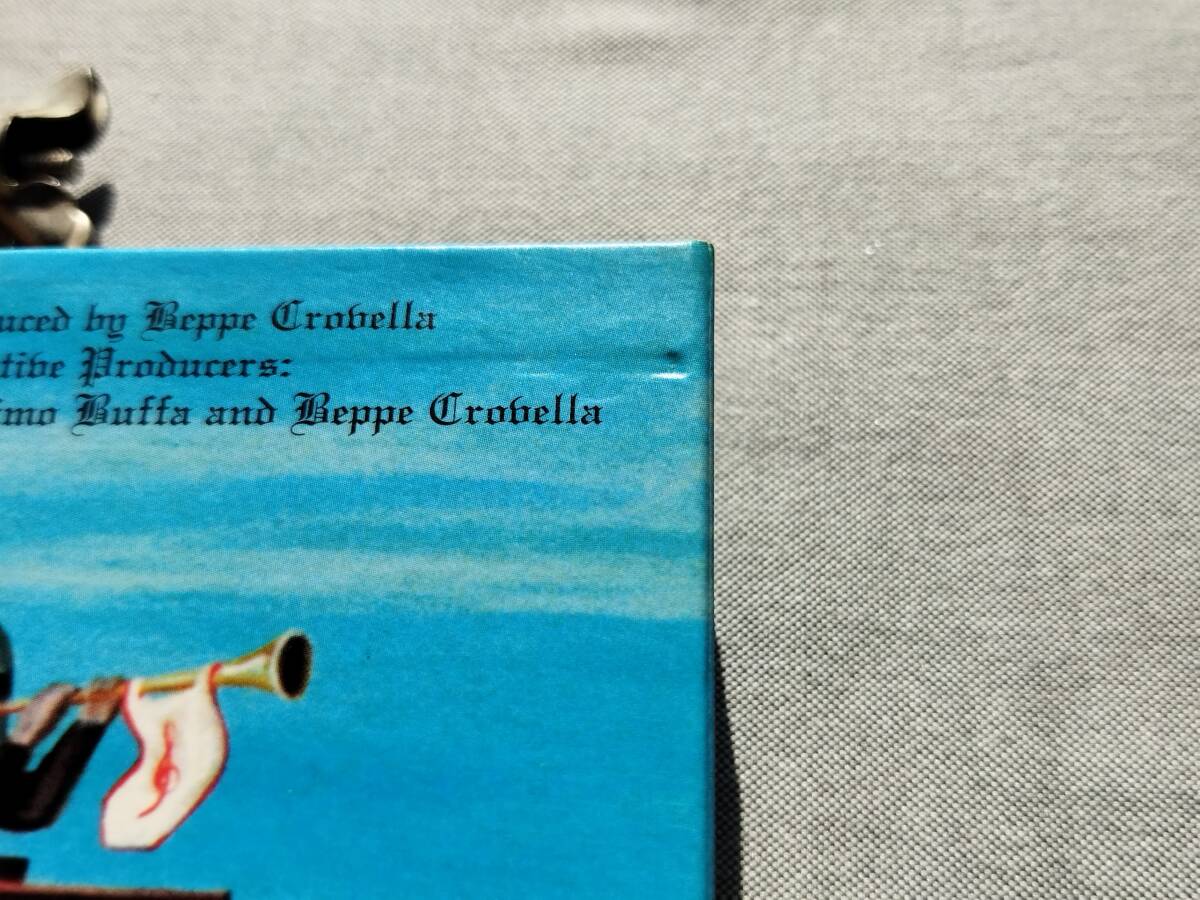 uced by Beppe Crovella
tive Producers:
imo Buffa and Beppe Crovella